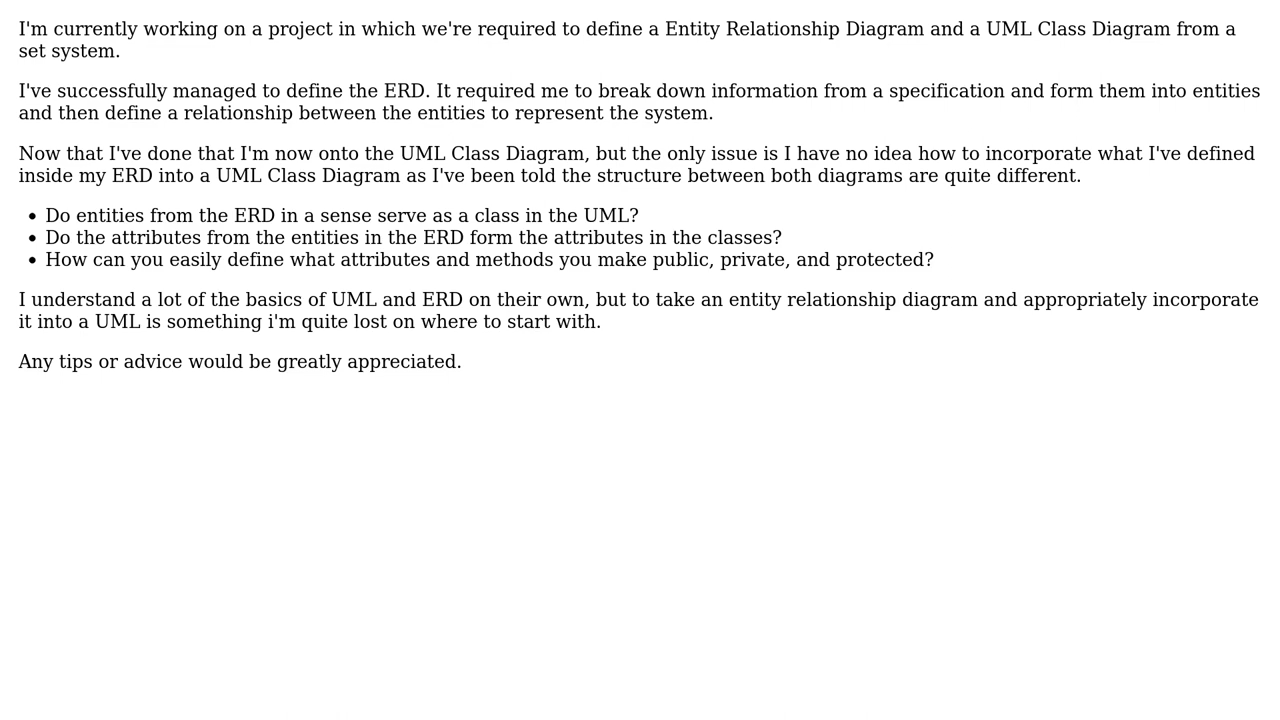 I'm currently working on a project in which we're required to define a Entity Relationship Diagram and a UML Class Diagram from a
set system.
I've successfully managed to define the ERD. It required me to break down information from a specification and form them into entities
and then define a relationship between the entities to represent the system.
Now that I've done that I'm now onto the UML Class Diagram, but the only issue is I have no idea how to incorporate what I've defined
inside my ERD into a UML Class Diagram as I've been told the structure between both diagrams are quite different.
• Do entities from the ERD in a sense serve as a class in the UML?
• Do the attributes from the entities in the ERD form the attributes in the classes?
• How can you easily define what attributes and methods you make public, private, and protected?
I understand a lot of the basics of UML and ERD on their own, but to take an entity relationship diagram and appropriately incorporate
it into a UML is something i'm quite lost on where to start with.
Any tips or advice would be greatly appreciated.